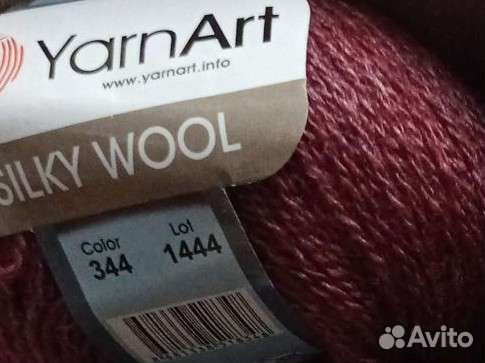 YarnArt
www.yarnart.info
SILKY WOOL
Color Lot
344 1444
Avito